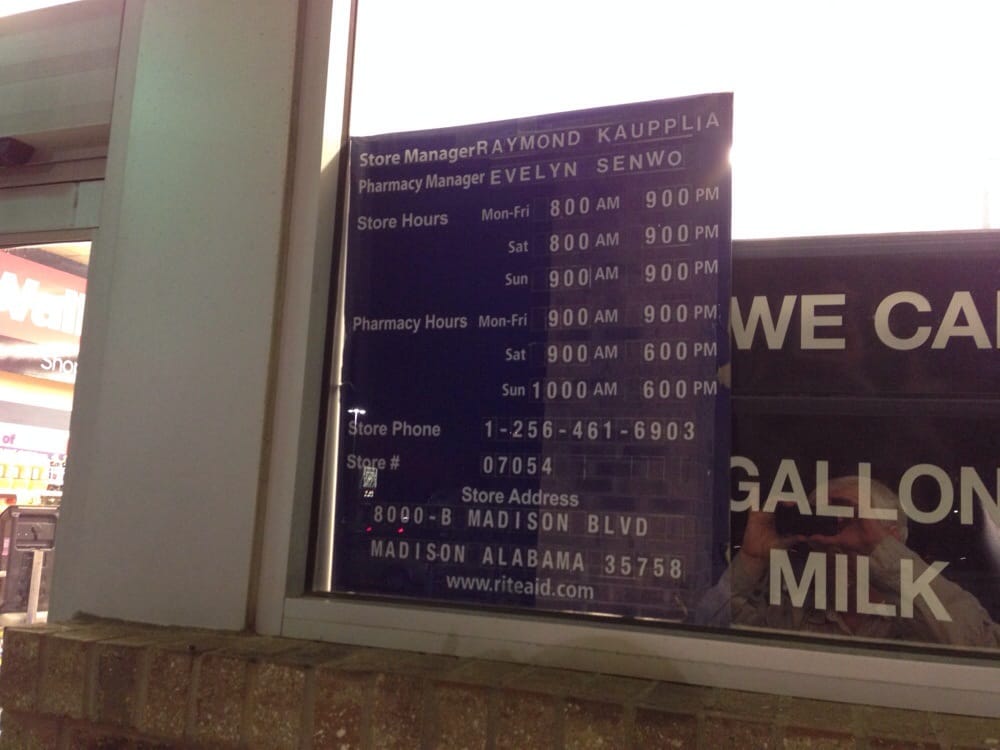 Store Manager RAYMOND KAUPPLIA
Pharmacy Manager EVELYN SENWO
Store Hours Mon-Fri 800 AM 900 PM
Sat 800 AM 900 PM
Sun 900 AM 900 PM
Pharmacy Hours Mon-Fri 900 AM 900 PM
Sat 900 AM 600 PM
Sun 1000 AM 600 PM
Store Phone 1-256-461-6903
Store # 07054
Store Address
8000-B MADISON BLVD
MADISON ALABAMA 35758
www.riteaid.com
WE CA
GALLON
MILK
of